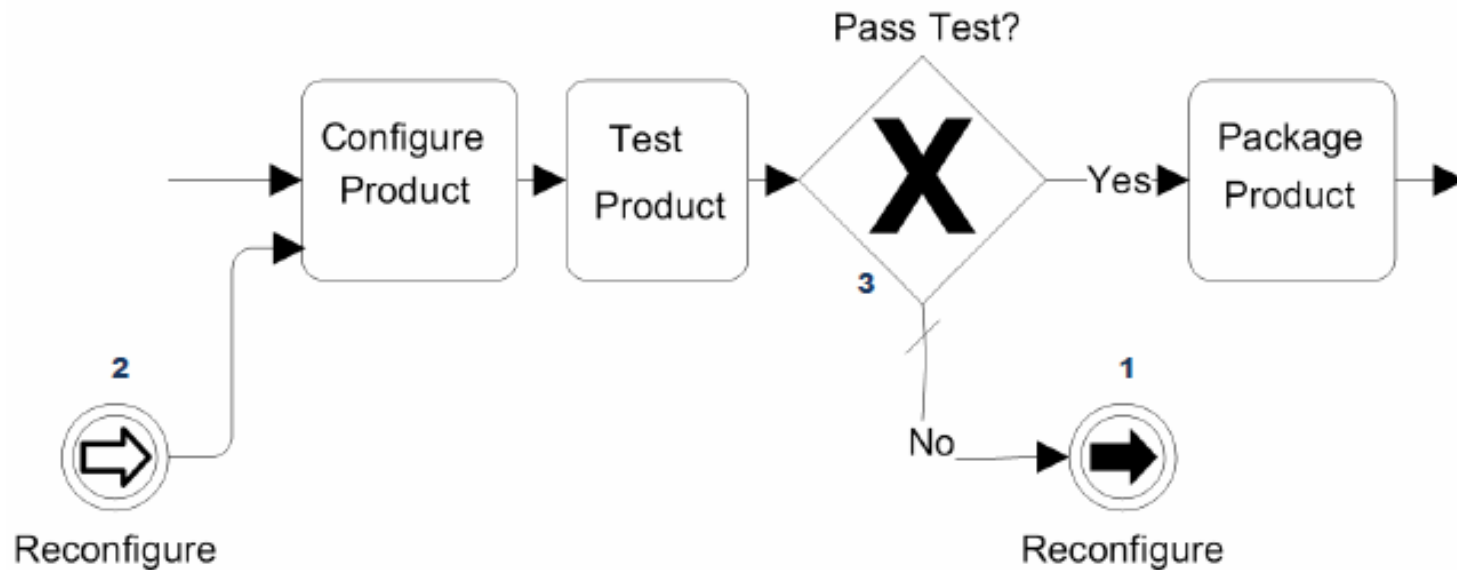 Pass Test?
Configure
Product
Test
Product
X
Yes
Package
Product
3
2
1
No
Reconfigure
Reconfigure